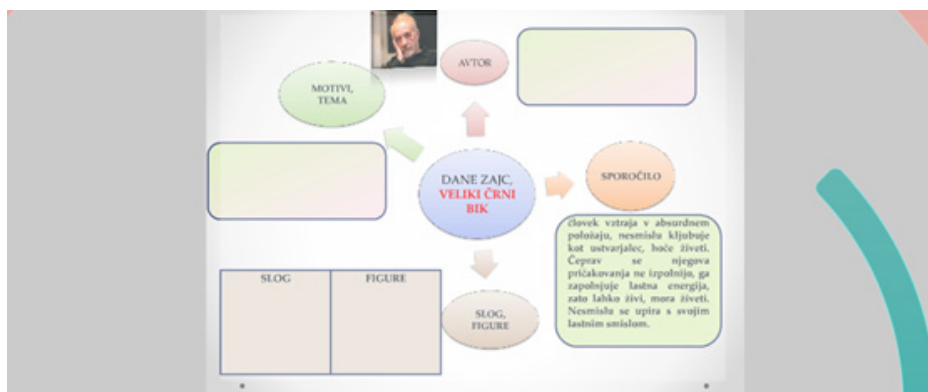 AVTOR
MOTIVI,
TEMA
DANE ZAJC,
VELIKI ČRNI
BIK
SPOROČILO
človek vztraja v absurdnem
položaju, nesmislu kljubuje
kot ustvarjalec, hoče živeti.
Čeprav se njegova
pričakovanja ne izpolnijo, ga
zapolnjuje lastna energija,
zato lahko živi, mora živeti.
Nesmislu se upira s svojim
lastnim smislom.
SLOG
FIGURE
SLOG,
FIGURE